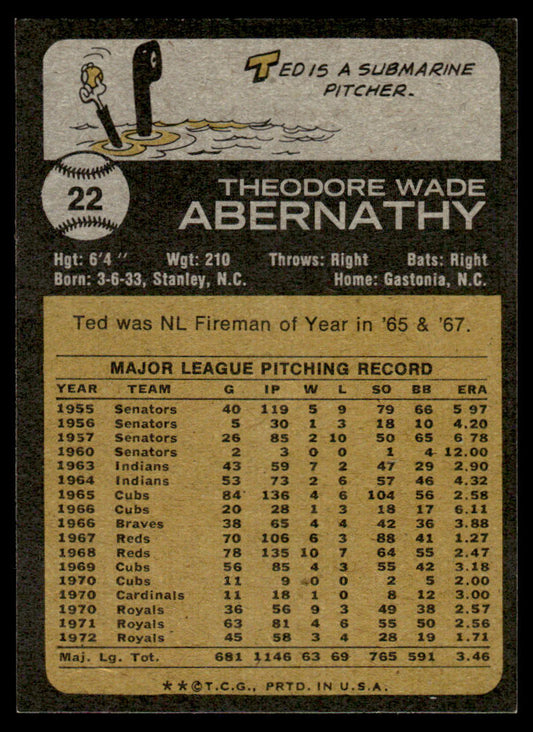 TED IS A SUBMARINE
PITCHER.
22
THEODORE WADE
ABERNATHY
Hgt: 6'4" Wgt: 210 Throws: Right Bats: Right
Born: 3-6-33, Stanley, N.C. Home: Gastonia, N.C.
Ted was NL Fireman of Year in '65 & '67.
MAJOR LEAGUE PITCHING RECORD
YEAR TEAM G IP W L SO BB ERA
1955 Senators 40 119 5 9 79 66 5 97
1956 Senators 5 30 1 3 18 10 4.20
1957 Senators 26 85 2 10 50 65 6 78
1960 Senators 2 3 0 0 1 4 12.00
1963 Indians 43 59 7 2 47 29 2.90
1964 Indians 53 73 2 6 57 46 4.32
1965 Cubs 84 136 4 6 104 56 2.58
1966 Cubs 20 28 1 3 18 17 6.11
1966 Braves 38 65 4 4 42 36 3.88
1967 Reds 70 106 6 3 88 41 1.27
1968 Reds 78 135 10 7 64 55 2.47
1969 Cubs 56 85 4 3 55 42 3.18
1970 Cubs 11 9 0 0 2 5 2.00
1970 Cardinals 11 18 1 0 8 12 3.00
1970 Royals 36 56 9 3 49 38 2.57
1971 Royals 63 81 4 6 55 50 2.56
1972 Royals 45 58 3 4 28 19 1.71
Maj. Lg. Tot. 681 1146 63 69 765 591 3.46
**©T.C.G., PRTD. IN U.S.A.